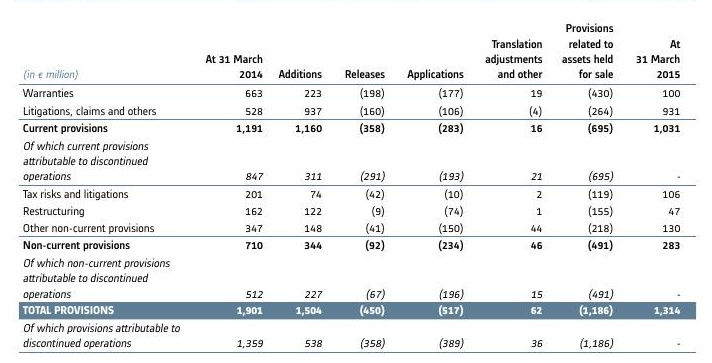 (in € million) At 31 March 2014 Additions Releases Applications Translation adjustments and other Provisions related to assets held for sale At 31 March 2015
Warranties 663 223 (198) (177) 19 (430) 100
Litigations, claims and others 528 937 (160) (106) (4) (264) 931
Current provisions 1,191 1,160 (358) (283) 16 (695) 1,031
Of which current provisions
attributable to discontinued
operations 847 311 (291) (193) 21 (695) -
Tax risks and litigations 201 74 (42) (10) 2 (119) 106
Restructuring 162 122 (9) (74) 1 (155) 47
Other non-current provisions 347 148 (41) (150) 44 (218) 130
Non-current provisions 710 344 (92) (234) 46 (491) 283
Of which non-current provisions
attributable to discontinued
operations 512 227 (67) (196) 15 (491) -
TOTAL PROVISIONS 1,901 1,504 (450) (517) 62 (1,186) 1,314
Of which provisions attributable to
discontinued operations 1,359 538 (358) (389) 36 (1,186) -